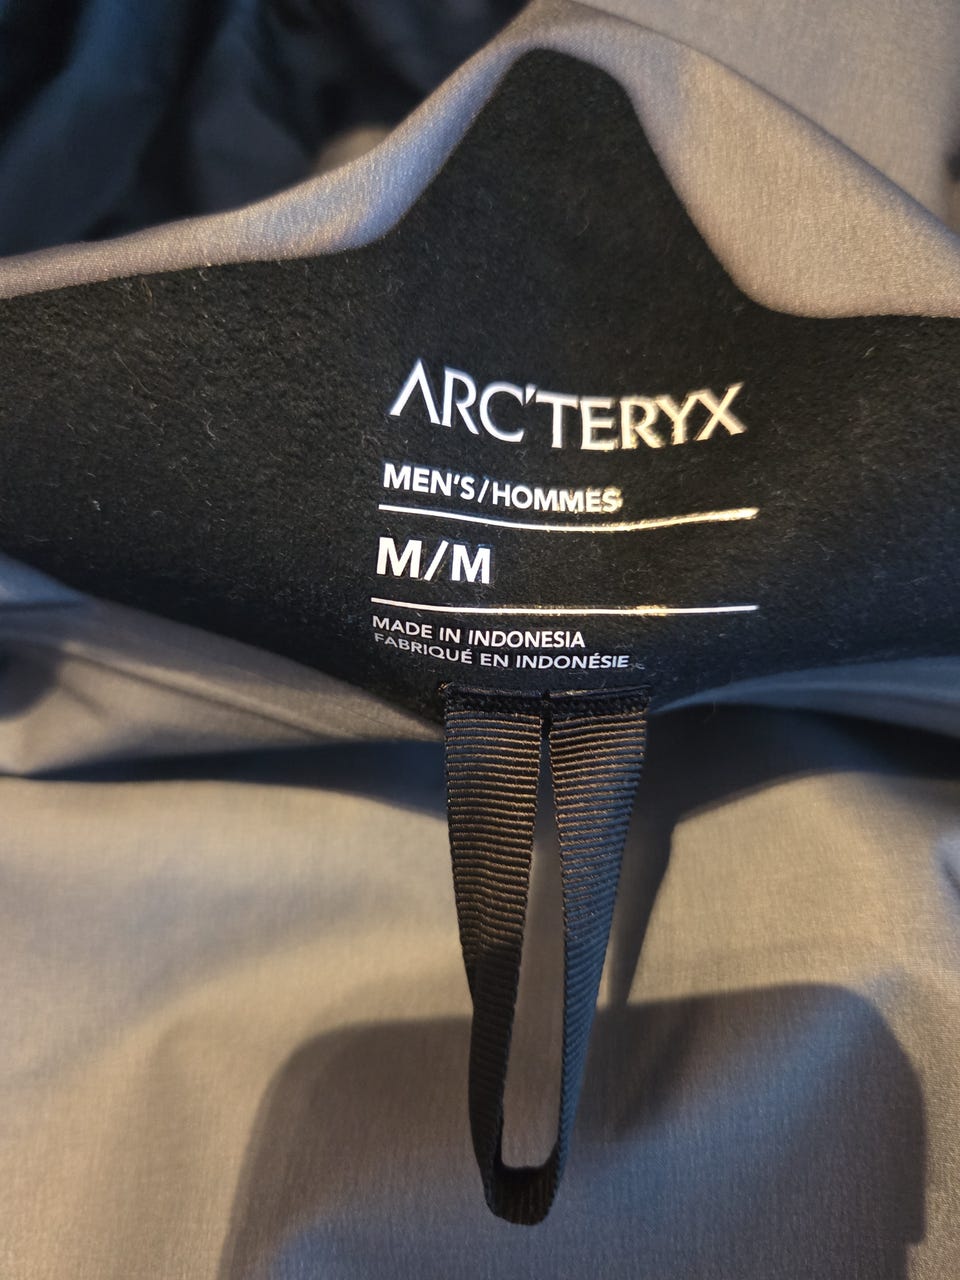 ARC'TERYX
MEN'S/HOMMES
M/M
MADE IN INDONESIA
FABRIQUÉ EN INDONÉSIE